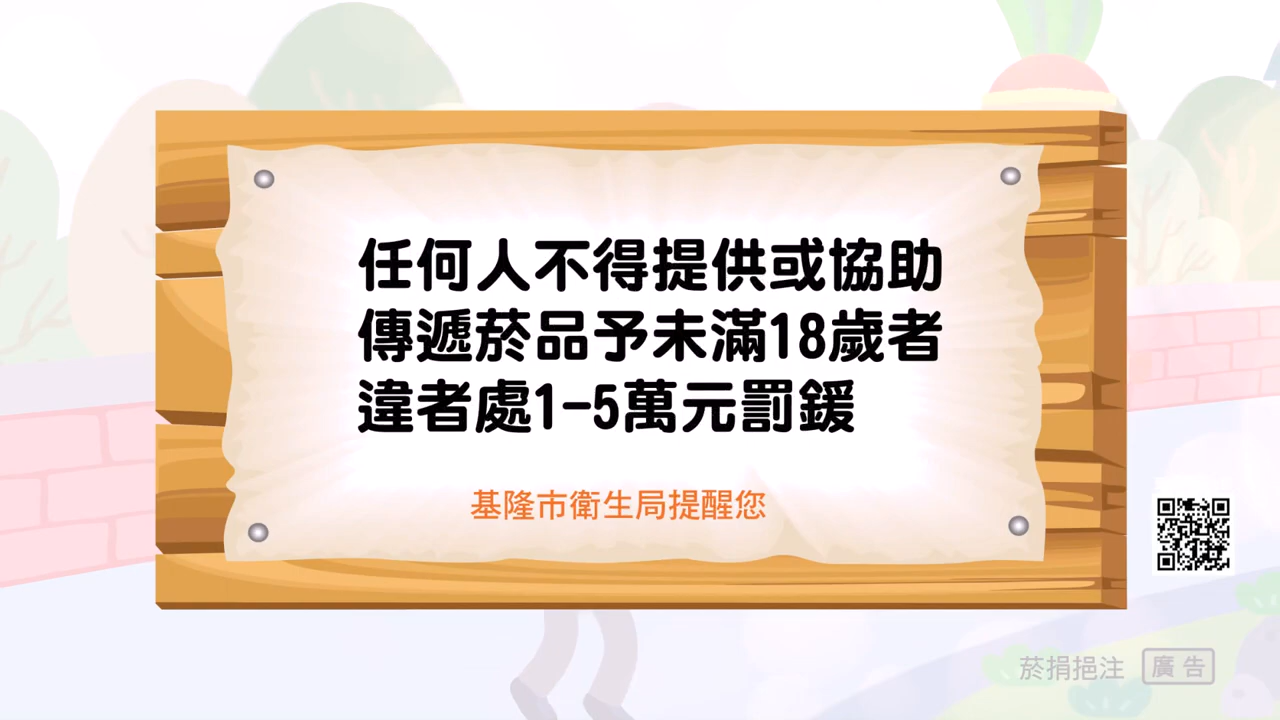 任何人不得提供或協助
傳遞菸品予未滿18歲者
違者處1-5萬元罰鍰
基隆市衛生局提醒您
菸捐挹注 廣告